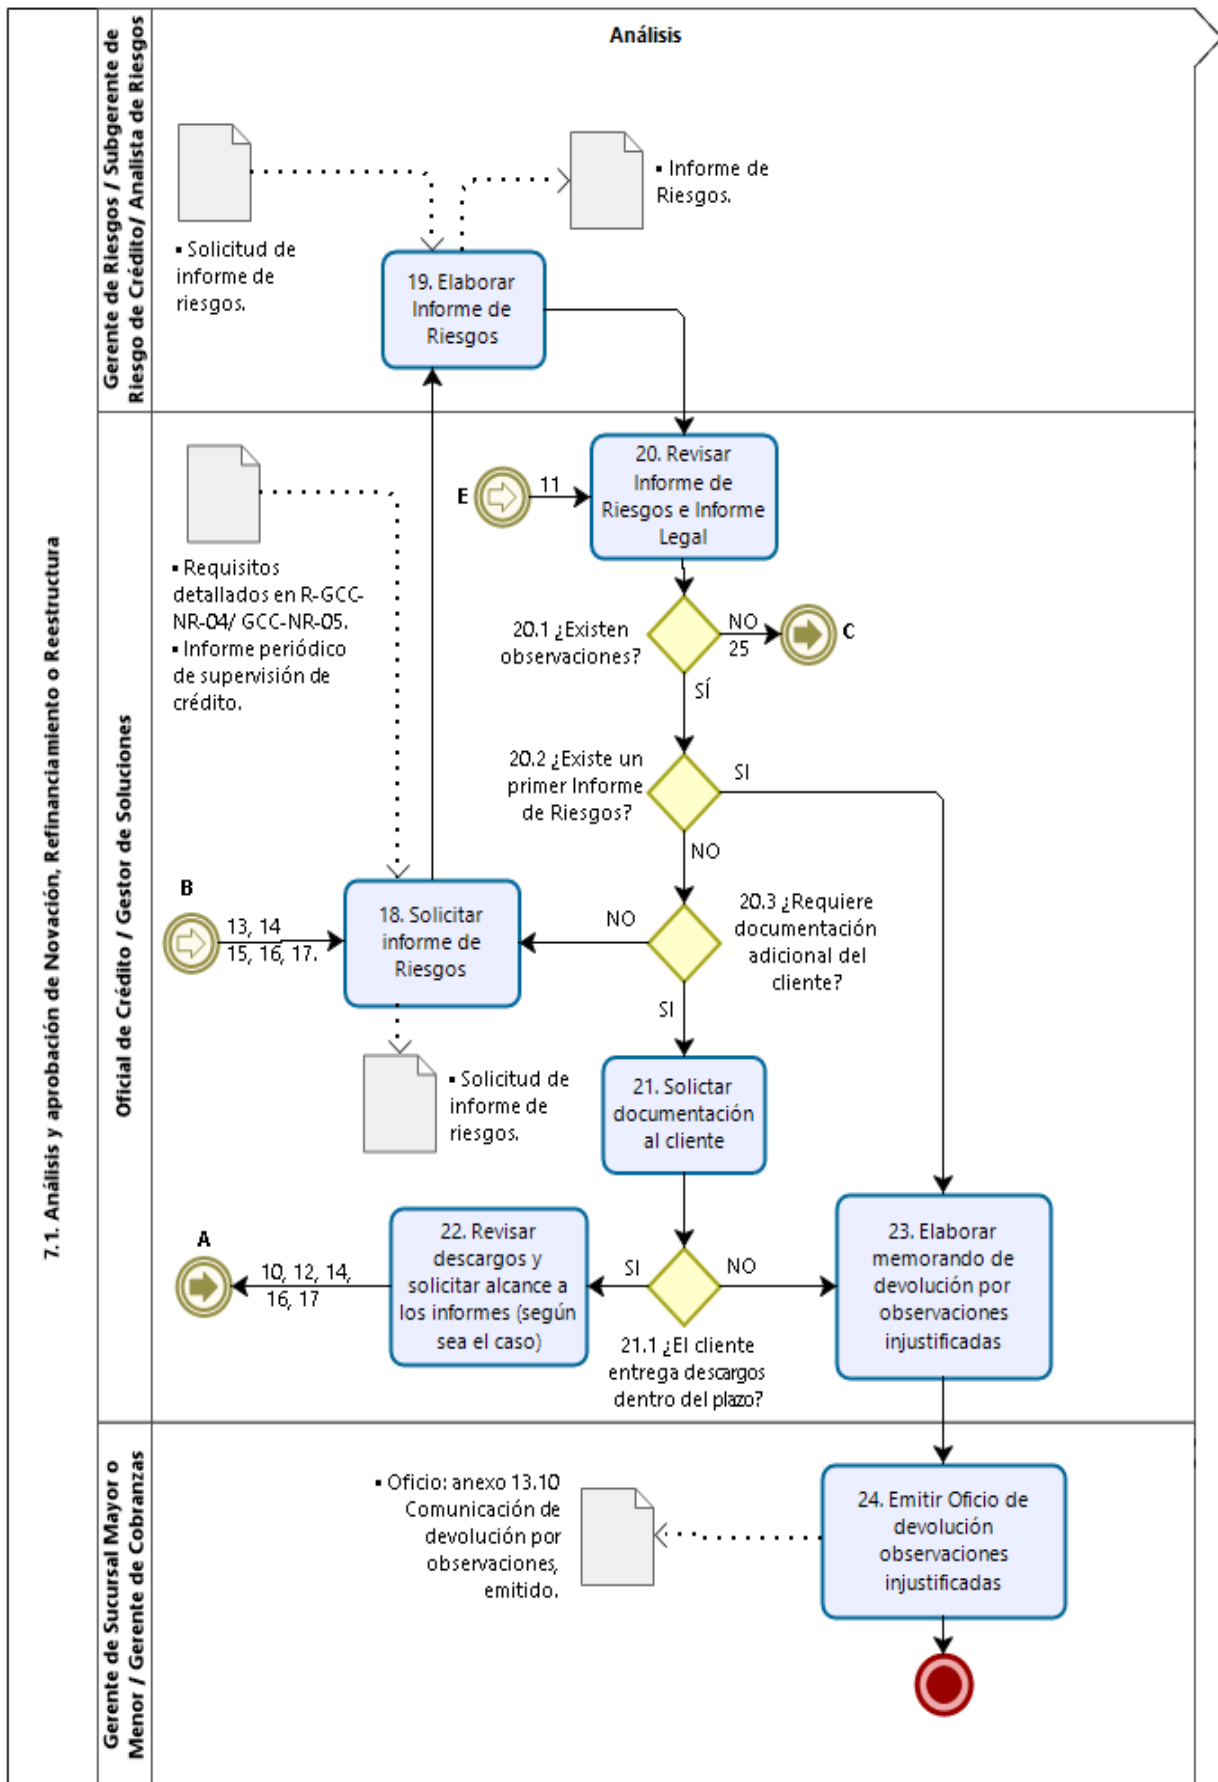 Análisis
7.1. Análisis y aprobación de Novación, Refinanciamiento o Reestructura
Gerente de Riesgos / Subgerente de
Riesgo de Crédito/ Analista de Riesgos
▪ Solicitud de
informe de
riesgos.
▪ Informe de
Riesgos.
19. Elaborar
Informe de
Riesgos
Oficial de Crédito / Gestor de Soluciones
▪ Requisitos
detallados en R-GCC-
NR-04/ GCC-NR-05.
▪ Informe periódico
de supervisión de
crédito.
E
11
20. Revisar
Informe de
Riesgos e Informe
Legal
20.1 ¿Existen
observaciones?
NO
25
C
SÍ
20.2 ¿Existe un
primer Informe
de Riesgos?
SI
NO
B
13, 14
15, 16, 17.
18. Solicitar
informe de
Riesgos
NO
20.3 ¿Requiere
documentación
adicional del
cliente?
SI
▪ Solicitud de
informe de
riesgos.
21. Solictar
documentación
al cliente
A
10, 12, 14,
16, 17
22. Revisar
descargos y
solicitar alcance a
los informes (según
sea el caso)
SI
NO
21.1 ¿El cliente
entrega descargos
dentro del plazo?
23. Elaborar
memorando de
devolución por
observaciones
injustificadas
Gerente de Sucursal Mayor o
Menor / Gerente de Cobranzas
▪ Oficio: anexo 13.10
Comunicación de
devolución por
observaciones,
emitido.
24. Emitir Oficio de
devolución
observaciones
injustificadas